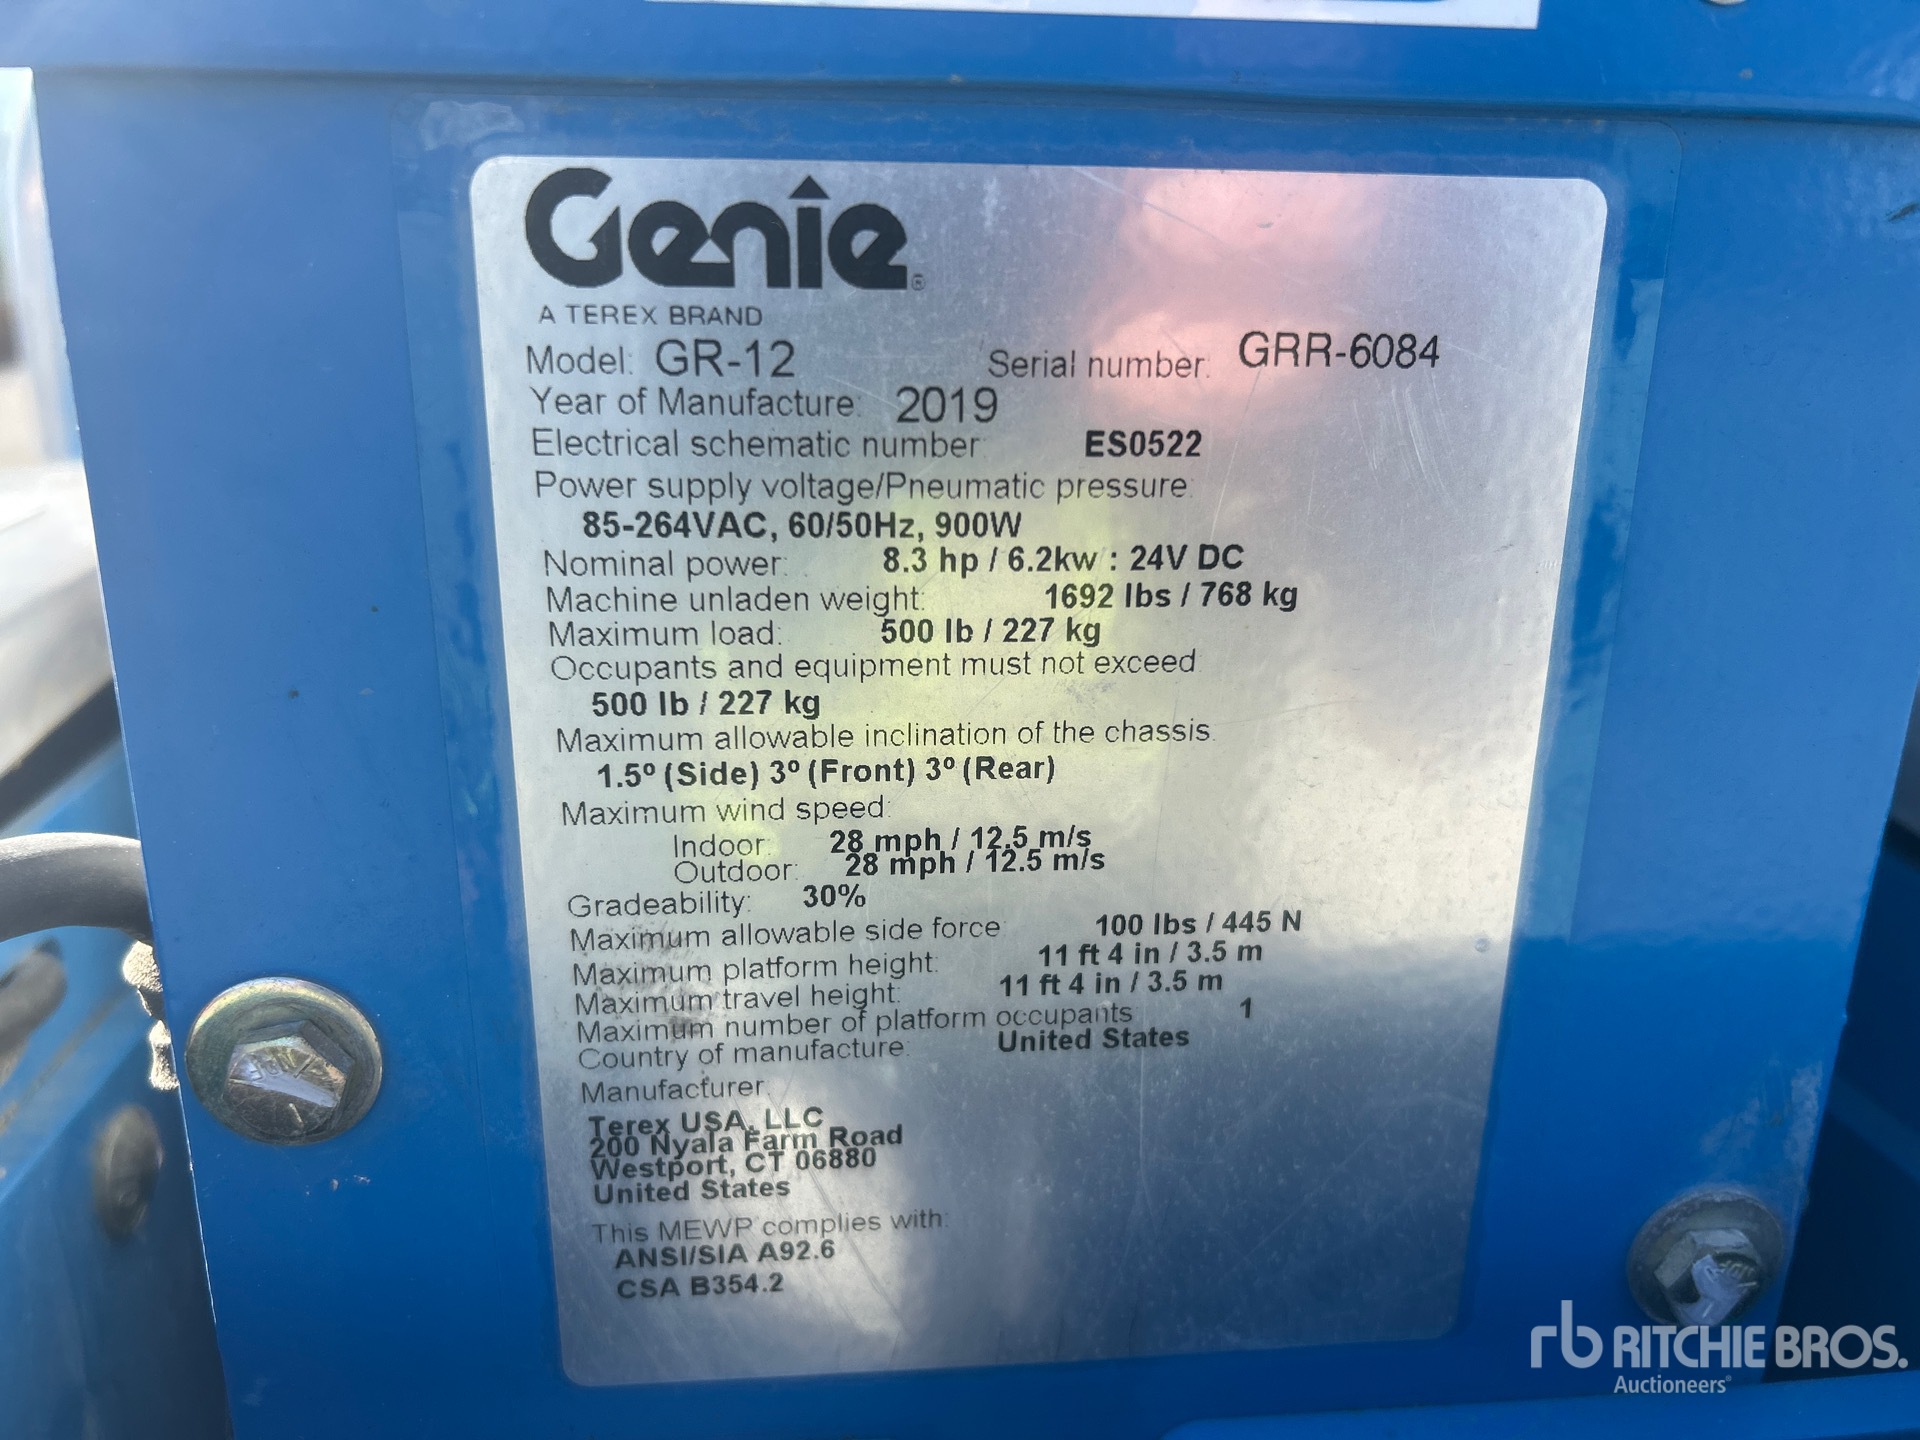 Genie®
A TEREX BRAND
Model: GR-12 Serial number: GRR-6084
Year of Manufacture: 2019
Electrical schematic number: ES0522
Power supply voltage/Pneumatic pressure:
85-264VAC, 60/50Hz, 900W
Nominal power: 8.3 hp / 6.2kw : 24V DC
Machine unladen weight: 1692 lbs / 768 kg
Maximum load: 500 lb / 227 kg
Occupants and equipment must not exceed:
500 lb / 227 kg
Maximum allowable inclination of the chassis:
1.5º (Side) 3º (Front) 3º (Rear)
Maximum wind speed:
Indoor: 28 mph / 12.5 m/s
Outdoor: 28 mph / 12.5 m/s
Gradeability: 30%
Maximum allowable side force: 100 lbs / 445 N
Maximum platform height: 11 ft 4 in / 3.5 m
Maximum travel height: 11 ft 4 in / 3.5 m
Maximum number of platform occupants: 1
Country of manufacture: United States
Manufacturer:
Terex USA, LLC
200 Nyala Farm Road
Westport, CT 06880
United States
This MEWP complies with:
ANSI/SIA A92.6
CSA B354.2
rb RITCHIE BROS.
Auctioneers®